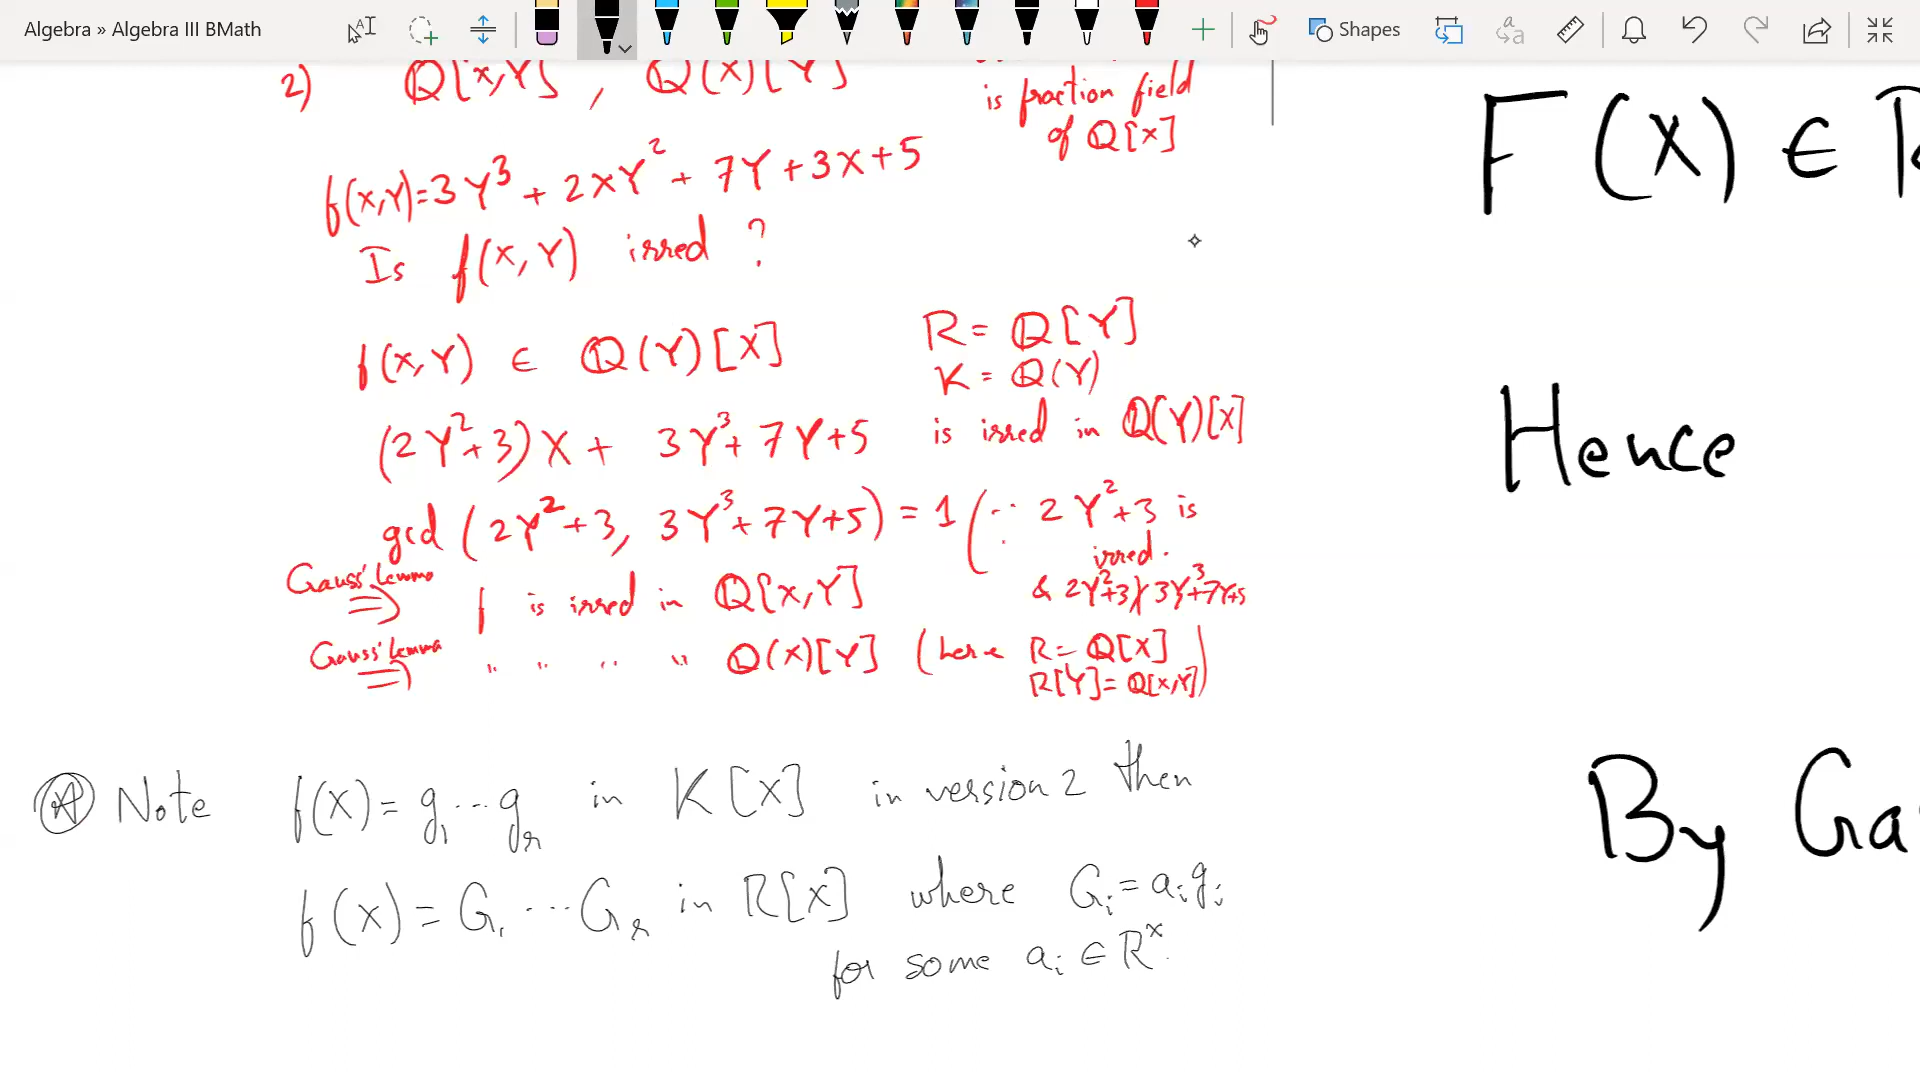 Algebra » Algebra III BMath
Shapes
2) Q[X,Y] , Q(X)[Y]
is fraction field
of Q[X]
f(X,Y)=3Y³ + 2XY² + 7Y + 3X + 5
Is f(X,Y) irred ?
f(X,Y) ∈ Q(Y)[X]
R = Q[Y]
K = Q(Y)
(2Y²+3)X + 3Y³+7Y+5 is irred in Q(Y)[X]
gcd (2Y²+3, 3Y³+7Y+5) = 1 (∵ 2Y²+3 is
irred.
& 2Y²+3∤3Y³+7Y+5
Gauss' Lemma ⇒ f is irred in Q[X,Y]
Gauss' Lemma ⇒ " " " " Q(X)[Y] (here R= Q[X]
R[Y]= Q[X,Y])
Ⓐ Note f(X)= g₁...gᵣ in K[X] in version 2 then
f(X) = G₁...Gᵣ in R[X] where Gᵢ=aᵢgᵢ
for some aᵢ ∈ Rˣ.
F(X) ∈
Hence
By